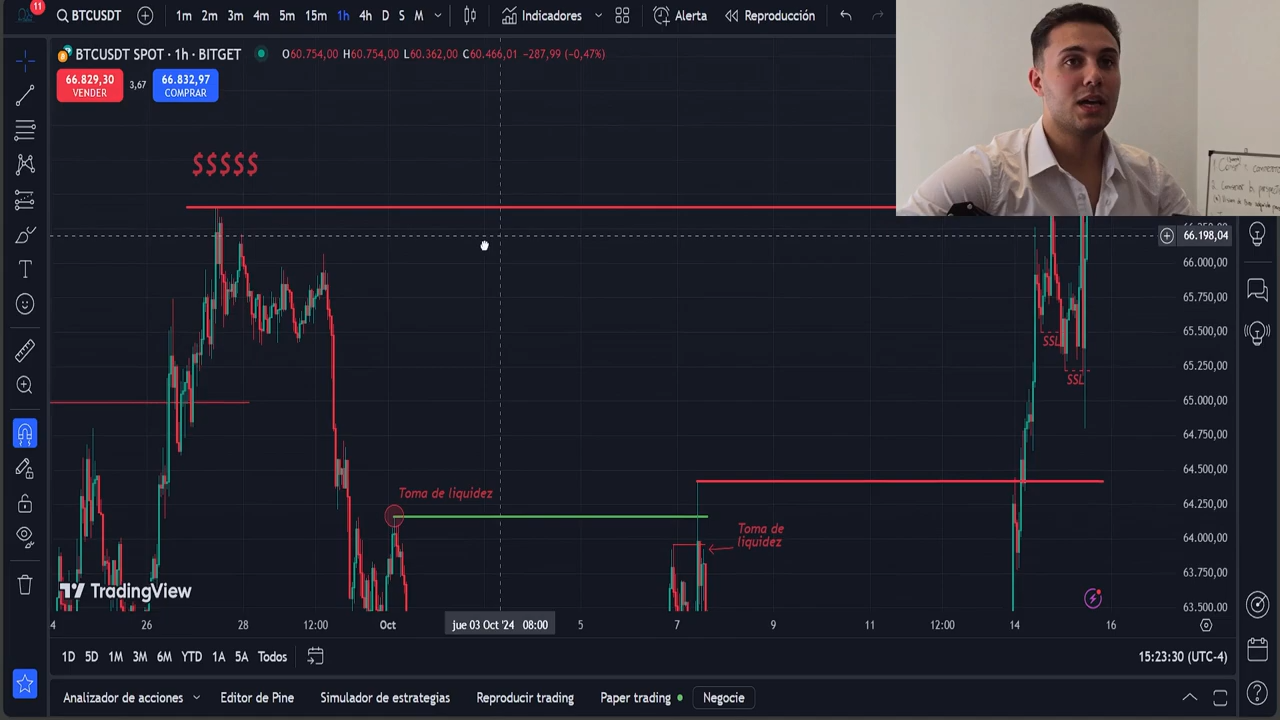 11
BTCUSDT
1m 2m 3m 4m 5m 15m 1h 4h D S M
Indicadores
Alerta
Reproducción
BTCUSDT SPOT · 1h · BITGET
O60.754,00 H60.754,00 L60.362,00 C60.466,01 −287,99 (−0,47%)
66.829,30
VENDER
3,67
66.832,97
COMPRAR
$$$$$
66.198,04
66.000,00
65.750,00
65.500,00
65.250,00
65.000,00
64.750,00
64.500,00
64.250,00
64.000,00
63.750,00
63.500,00
SSL
SSL
Toma de liquidez
Toma de
liquidez
TradingView
4 26 28 12:00 Oct jue 03 Oct '24 08:00 5 7 9 11 12:00 14 16
1D 5D 1M 3M 6M YTD 1A 5A Todos
15:23:30 (UTC-4)
Analizador de acciones
Editor de Pine
Simulador de estrategias
Reproducir trading
Paper trading
Negocie